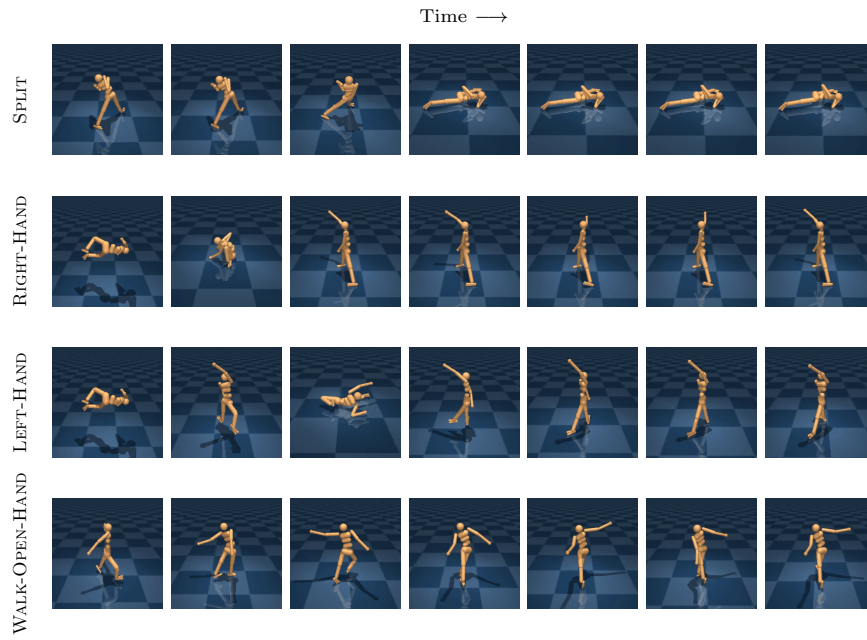 Time →
SPLIT
RIGHT-HAND
LEFT-HAND
WALK-OPEN-HAND